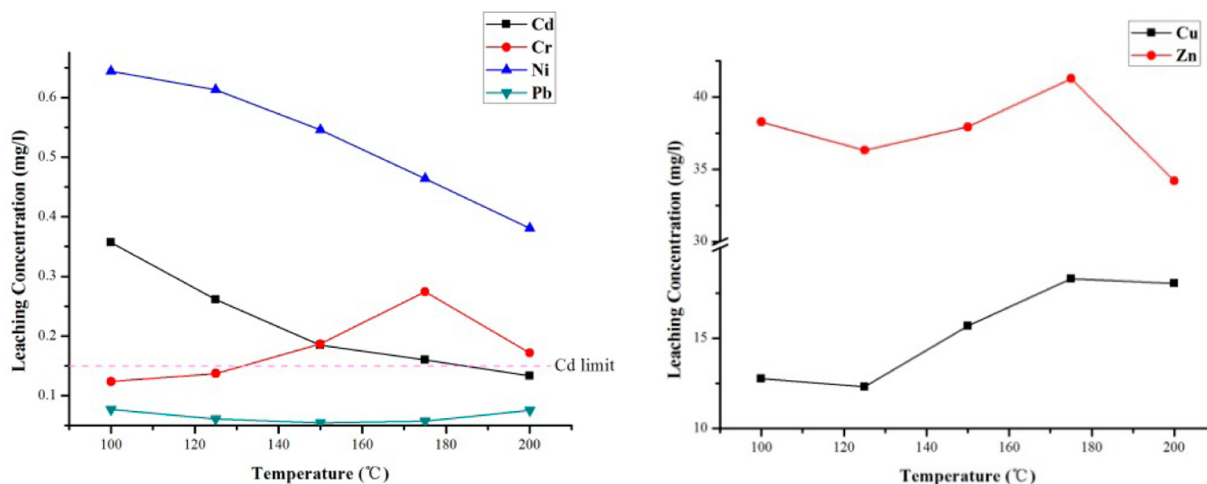 Cd
Cr
Ni
Pb
Leaching Concentration (mg/l)
0.6
0.5
0.4
0.3
0.2
0.1
Cd limit
100
120
140
160
180
200
Temperature (℃)
Cu
Zn
Leaching Concentration (mg/l)
40
35
30
15
10
100
120
140
160
180
200
Temperature (℃)